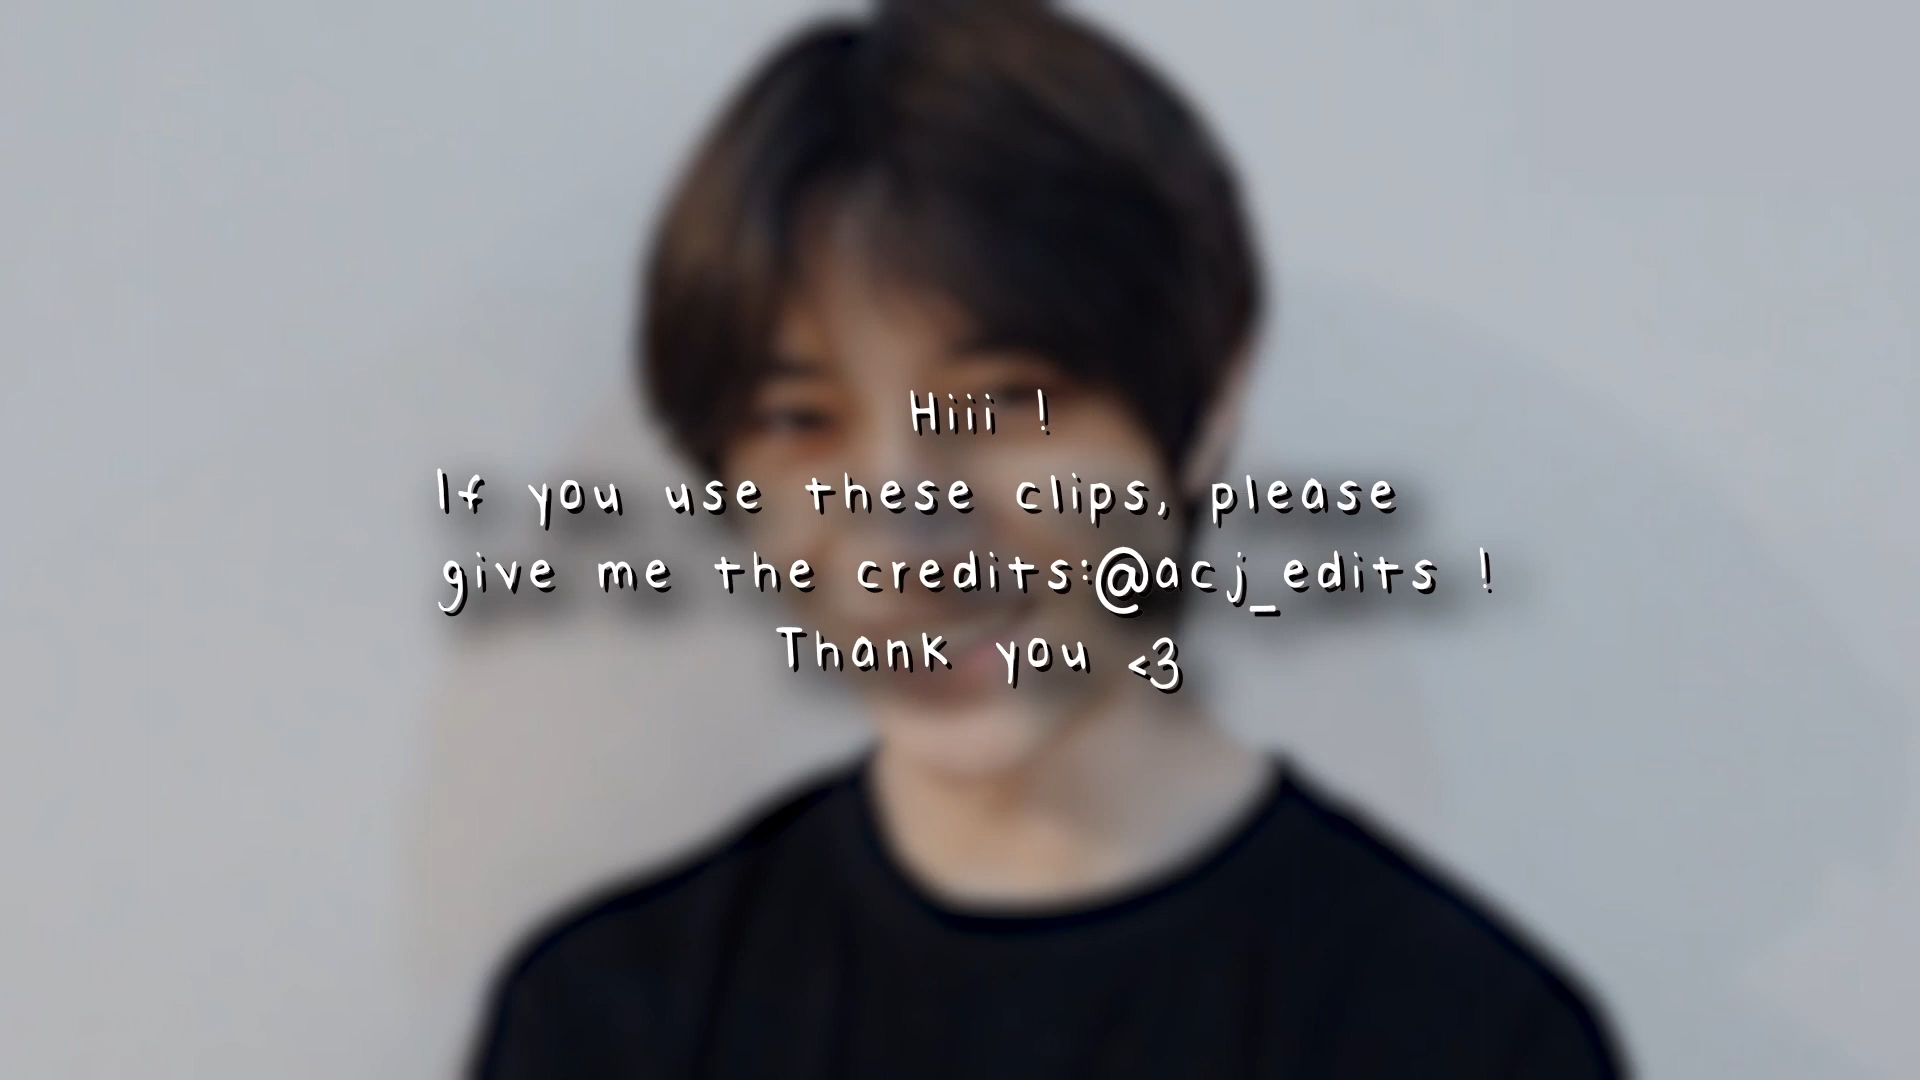 Hiii !
If you use these clips, please
give me the credits:@acj_edits !
Thank you <3